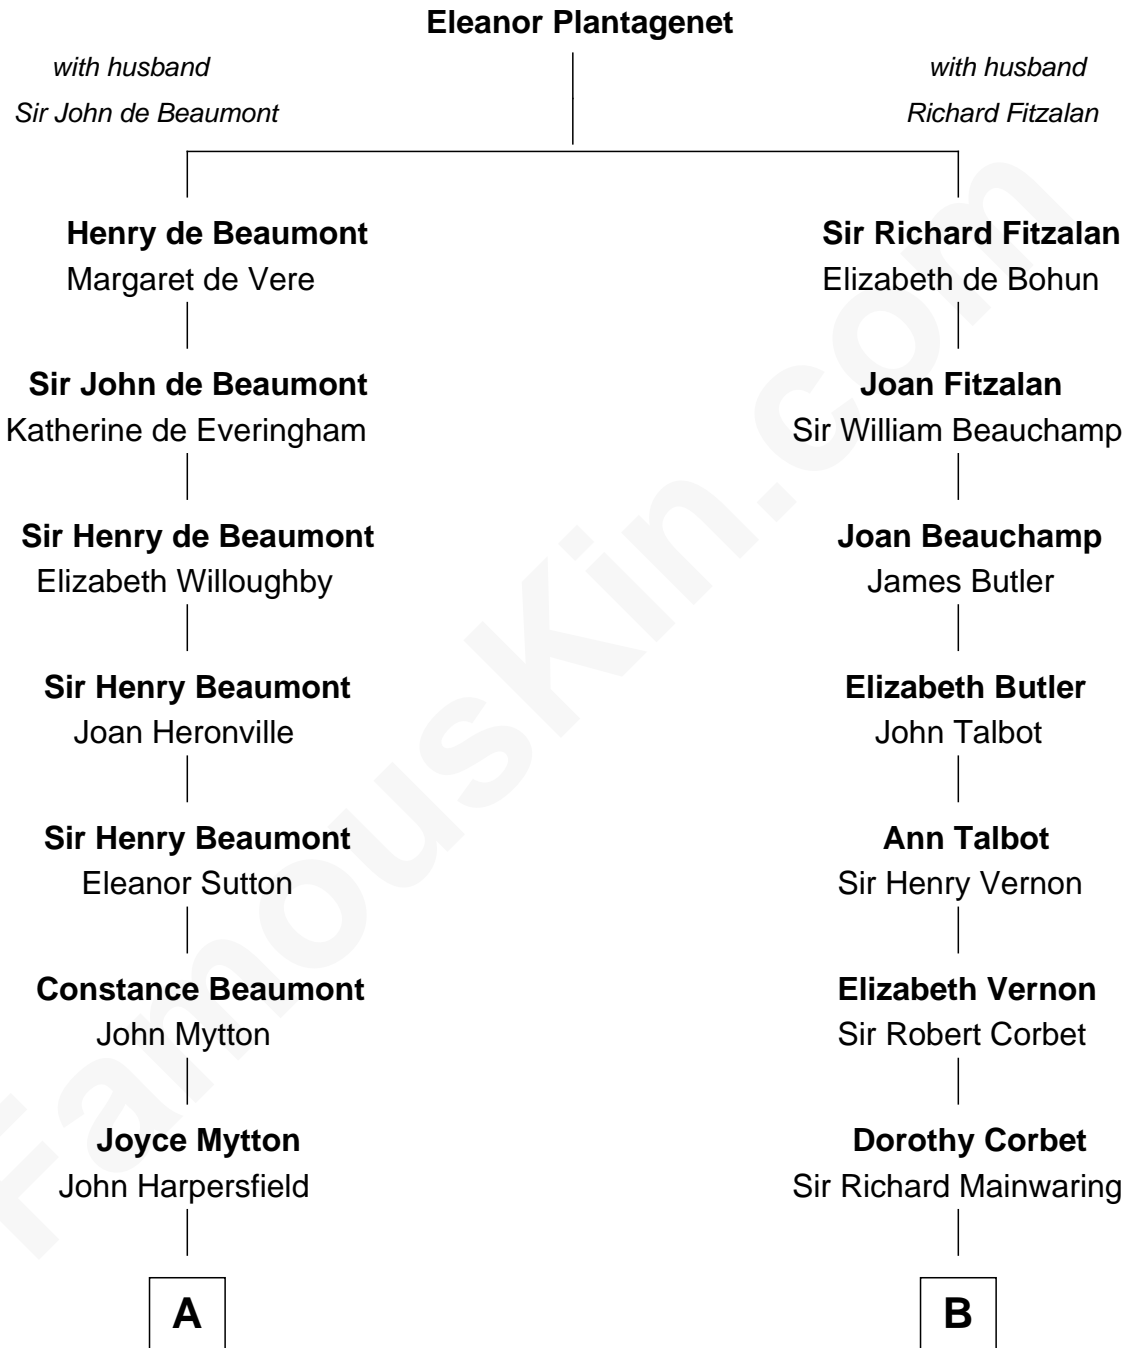 Eleanor Plantagenet
with husband
Sir John de Beaumont
with husband
Richard Fitzalan
Henry de Beaumont
Margaret de Vere
Sir John de Beaumont
Katherine de Everingham
Sir Henry de Beaumont
Elizabeth Willoughby
Sir Henry Beaumont
Joan Heronville
Sir Henry Beaumont
Eleanor Sutton
Constance Beaumont
John Mytton
Joyce Mytton
John Harpersfield
A
Sir Richard Fitzalan
Elizabeth de Bohun
Joan Fitzalan
Sir William Beauchamp
Joan Beauchamp
James Butler
Elizabeth Butler
John Talbot
Ann Talbot
Sir Henry Vernon
Elizabeth Vernon
Sir Robert Corbet
Dorothy Corbet
Sir Richard Mainwaring
B
FamousKin.com